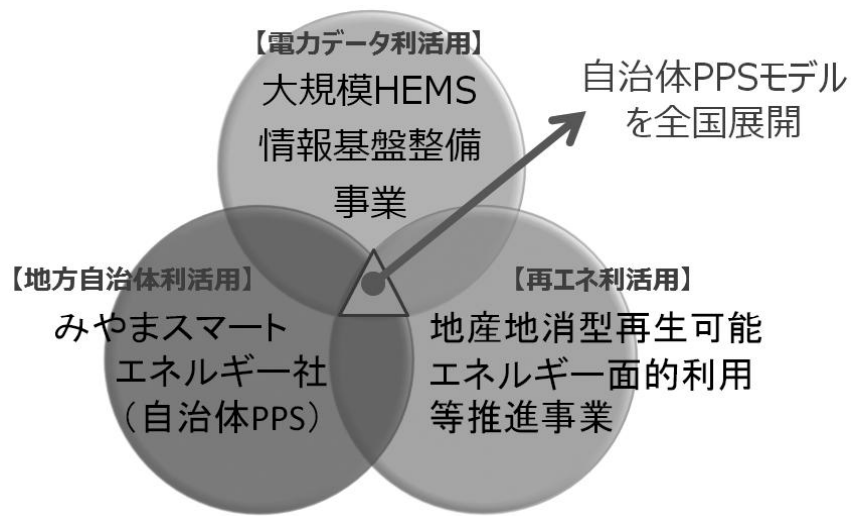 【電力データ利活用】
大規模HEMS
情報基盤整備
事業
自治体PPSモデル
を全国展開
【地方自治体利活用】
みやまスマート
エネルギー社
（自治体PPS）
【再エネ利活用】
地産地消型再生可能
エネルギー面的利用
等推進事業